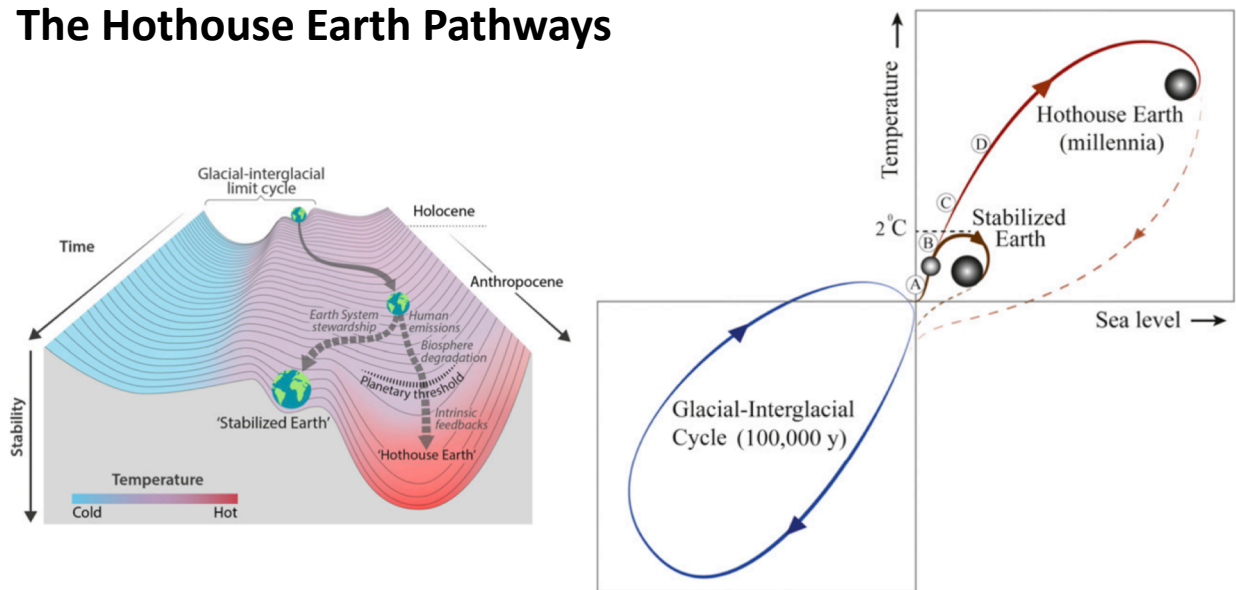 The Hothouse Earth Pathways
Glacial-interglacial
limit cycle
Holocene
Time
Anthropocene
Earth System
stewardship
Human
emissions
Biosphere
degradation
Planetary threshold
Stability
'Stabilized Earth'
Intrinsic
feedbacks
'Hothouse Earth'
Temperature
Cold
Hot
Temperature
Hothouse Earth
(millennia)
D
C
Stabilized
Earth
2°C
B
A
Sea level
Glacial-Interglacial
Cycle (100,000 y)